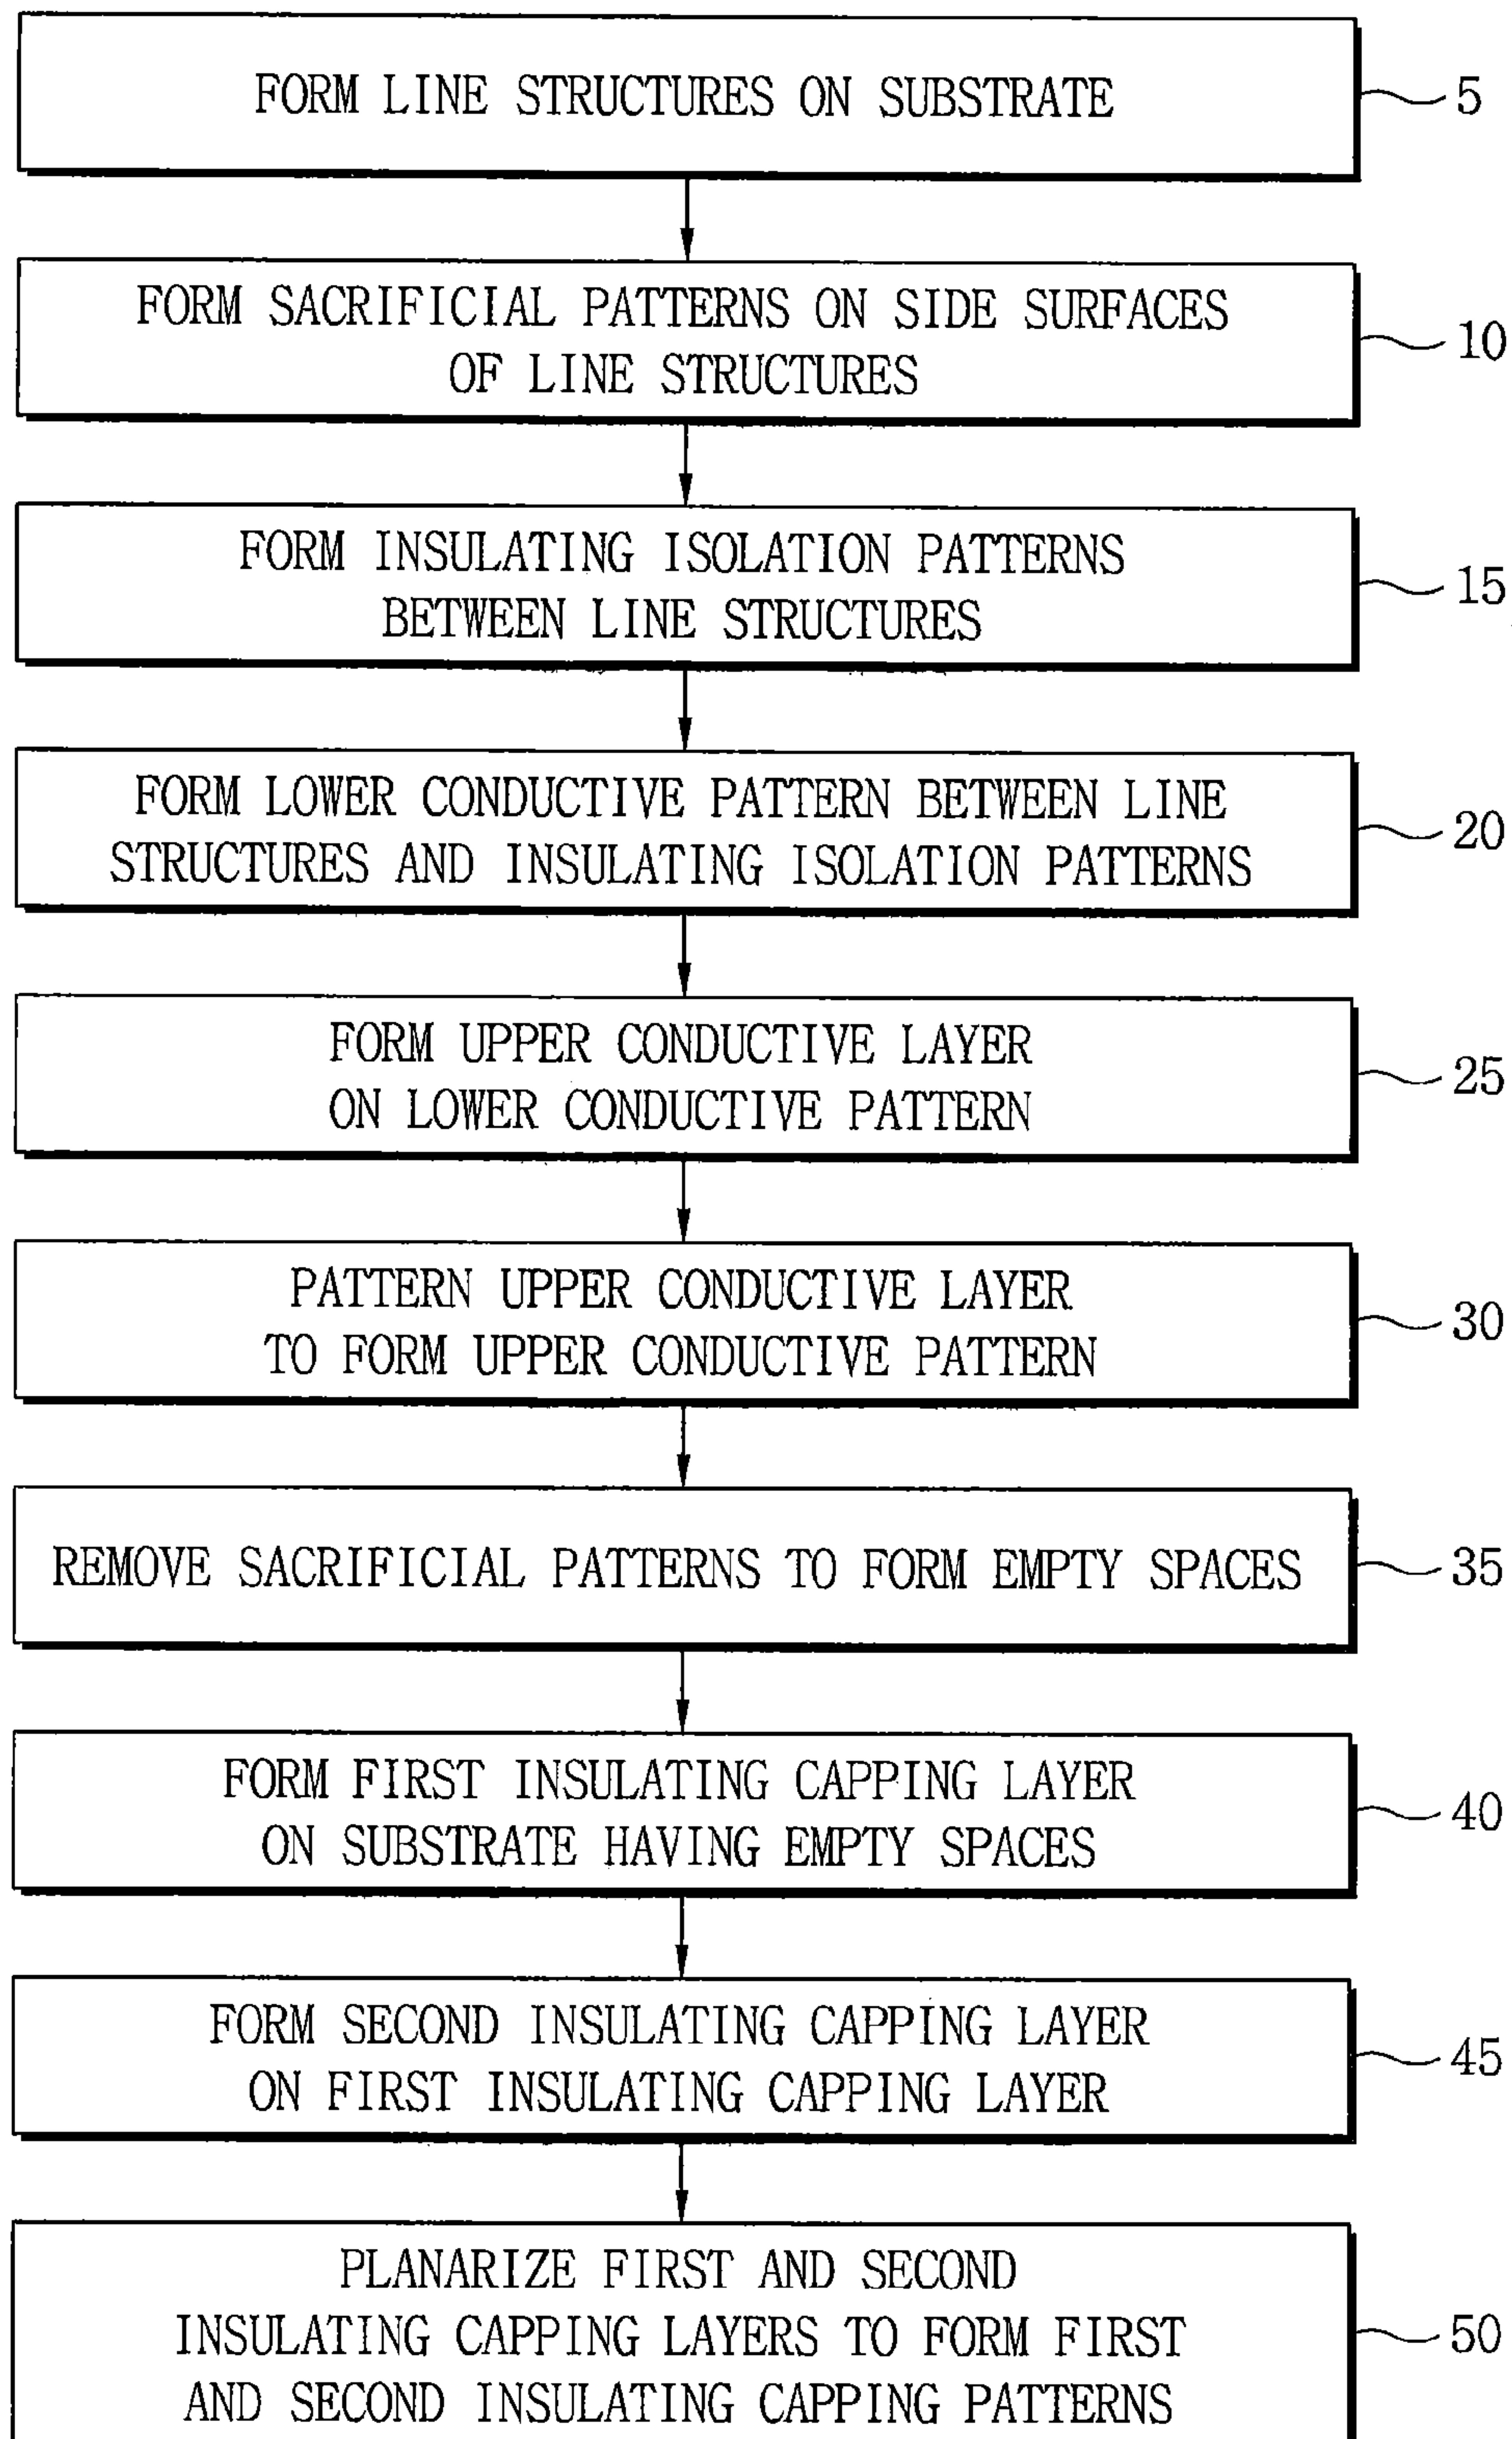 FORM LINE STRUCTURES ON SUBSTRATE
5
FORM SACRIFICIAL PATTERNS ON SIDE SURFACES
OF LINE STRUCTURES
10
FORM INSULATING ISOLATION PATTERNS
BETWEEN LINE STRUCTURES
15
FORM LOWER CONDUCTIVE PATTERN BETWEEN LINE
STRUCTURES AND INSULATING ISOLATION PATTERNS
20
FORM UPPER CONDUCTIVE LAYER
ON LOWER CONDUCTIVE PATTERN
25
PATTERN UPPER CONDUCTIVE LAYER
TO FORM UPPER CONDUCTIVE PATTERN
30
REMOVE SACRIFICIAL PATTERNS TO FORM EMPTY SPACES
35
FORM FIRST INSULATING CAPPING LAYER
ON SUBSTRATE HAVING EMPTY SPACES
40
FORM SECOND INSULATING CAPPING LAYER
ON FIRST INSULATING CAPPING LAYER
45
PLANARIZE FIRST AND SECOND
INSULATING CAPPING LAYERS TO FORM FIRST
AND SECOND INSULATING CAPPING PATTERNS
50